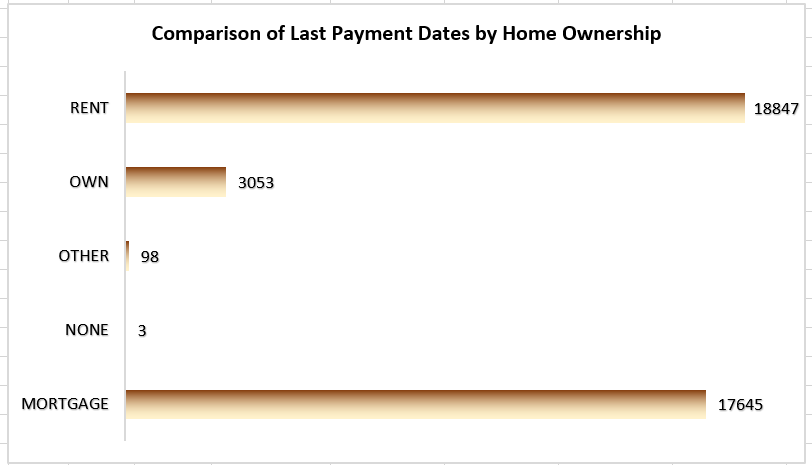 Comparison of Last Payment Dates by Home Ownership
RENT 18847
OWN 3053
OTHER 98
NONE 3
MORTGAGE 17645